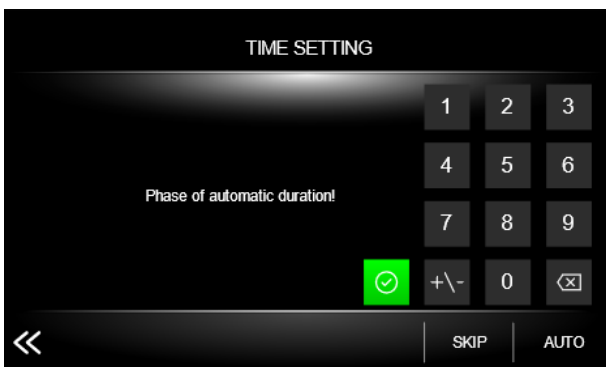 TIME SETTING
1 2 3
4 5 6
Phase of automatic duration!
7 8 9
+\- 0
SKIP AUTO